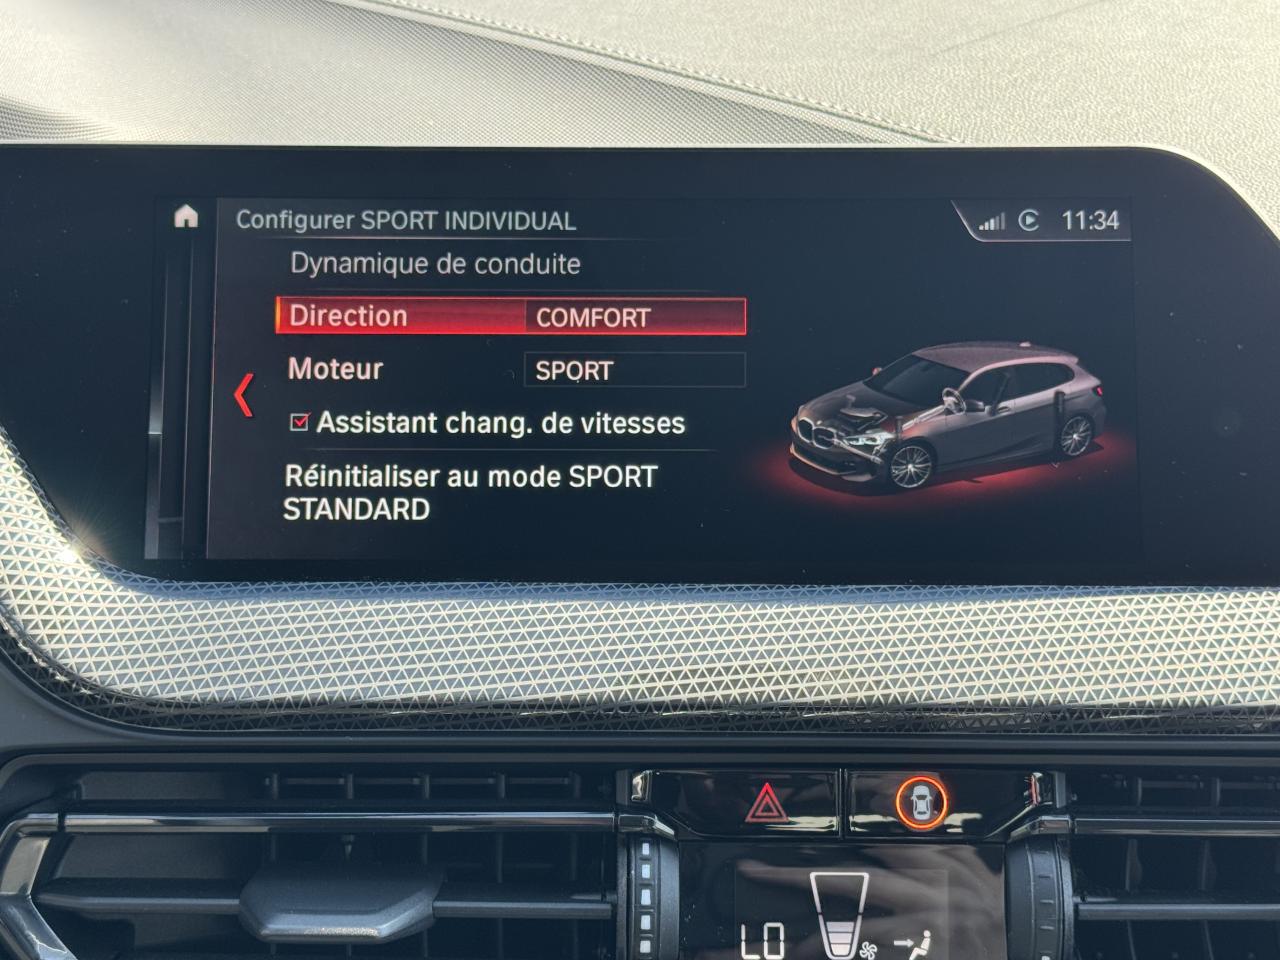 Configurer SPORT INDIVIDUAL
11:34
Dynamique de conduite
Direction COMFORT
Moteur SPORT
Assistant chang. de vitesses
Réinitialiser au mode SPORT
STANDARD
LO